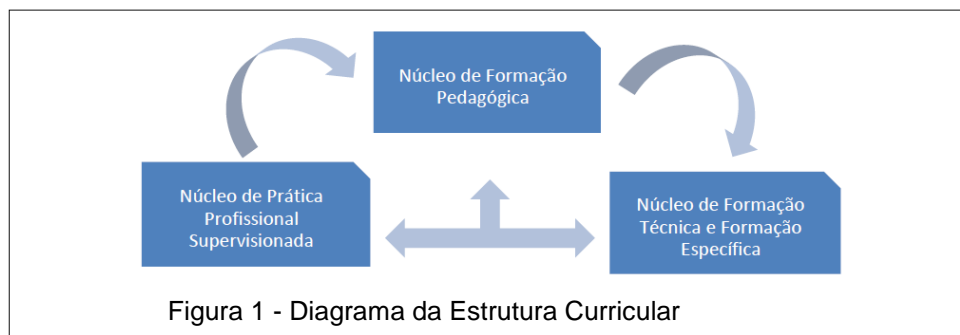 Núcleo de Formação
Pedagógica
Núcleo de Prática
Profissional
Supervisionada
Núcleo de Formação
Técnica e Formação
Específica
Figura 1 - Diagrama da Estrutura Curricular